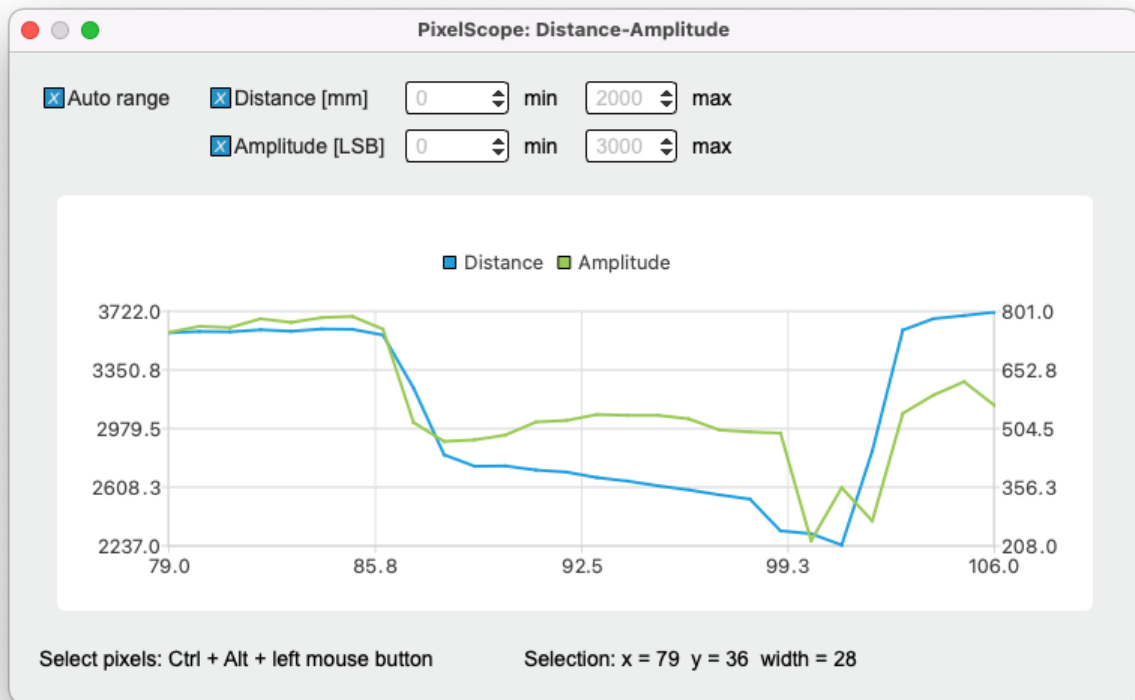 PixelScope: Distance-Amplitude
Auto range Distance [mm] 0 min 2000 max
Amplitude [LSB] 0 min 3000 max
Distance Amplitude
3722.0 801.0
3350.8 652.8
2979.5 504.5
2608.3 356.3
2237.0 208.0
79.0 85.8 92.5 99.3 106.0
Select pixels: Ctrl + Alt + left mouse button Selection: x = 79 y = 36 width = 28